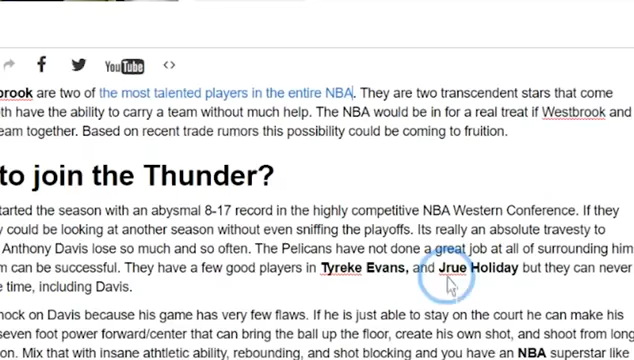 You Tube <>
brook are two of the most talented players in the entire NBA. They are two transcendent stars that come
oth have the ability to carry a team without much help. The NBA would be in for a real treat if Westbrook and
eam together. Based on recent trade rumors this possibility could be coming to fruition.
to join the Thunder?
tarted the season with an abysmal 8-17 record in the highly competitive NBA Western Conference. If they
y could be looking at another season without even sniffing the playoffs. Its really an absolute travesty to
Anthony Davis lose so much and so often. The Pelicans have not done a great job at all of surrounding him
m can be successful. They have a few good players in Tyreke Evans, and Jrue Holiday but they can never
e time, including Davis.
nock on Davis because his game has very few flaws. If he is just able to stay on the court he can make his
seven foot power forward/center that can bring the ball up the floor, create his own shot, and shoot from long
on. Mix that with insane athtletic ability, rebounding, and shot blocking and you have an NBA superstar like